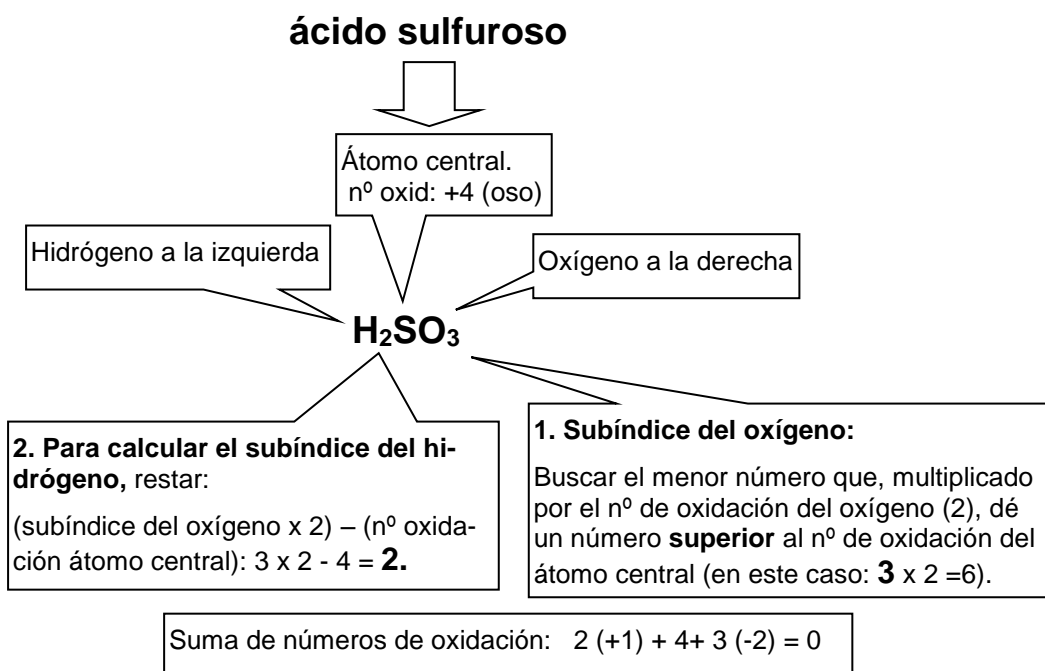 ácido sulfuroso
Átomo central.
nº oxid: +4 (oso)
Hidrógeno a la izquierda
Oxígeno a la derecha
H₂SO₃
2. Para calcular el subíndice del hi-
drógeno, restar:
(subíndice del oxígeno x 2) – (nº oxida-
ción átomo central): 3 x 2 - 4 = 2.
1. Subíndice del oxígeno:
Buscar el menor número que, multiplicado
por el nº de oxidación del oxígeno (2), dé
un número superior al nº de oxidación del
átomo central (en este caso: 3 x 2 =6).
Suma de números de oxidación: 2 (+1) + 4+ 3 (-2) = 0